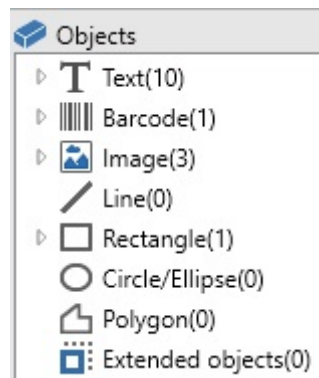 Objects
Text(10)
Barcode(1)
Image(3)
Line(0)
Rectangle(1)
Circle/Ellipse(0)
Polygon(0)
Extended objects(0)